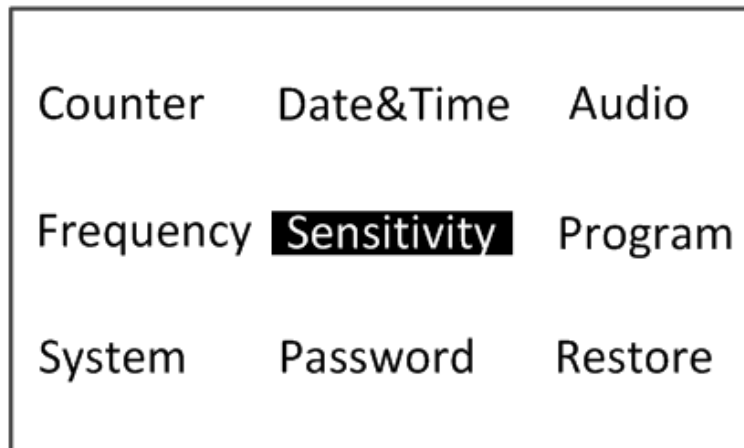 Counter Date&Time Audio
Frequency Sensitivity Program
System Password Restore